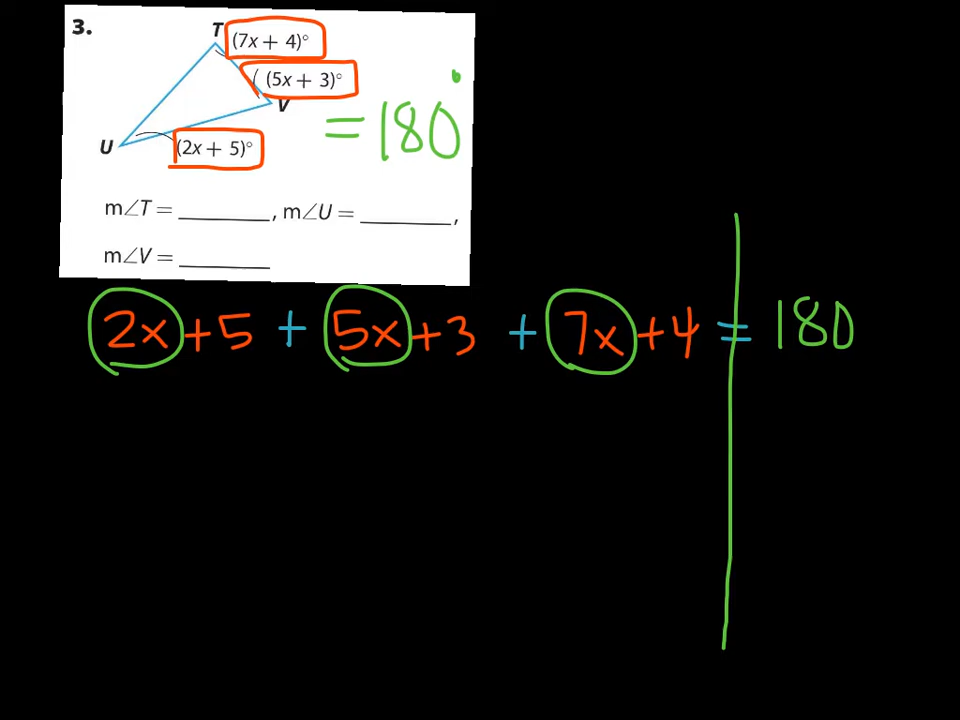 3.
T (7x + 4)°
(5x + 3)°
V
= 180°
U (2x + 5)°
m∠T = ________, m∠U = ________,
m∠V = ________
2x + 5 + 5x + 3 + 7x + 4 = 180